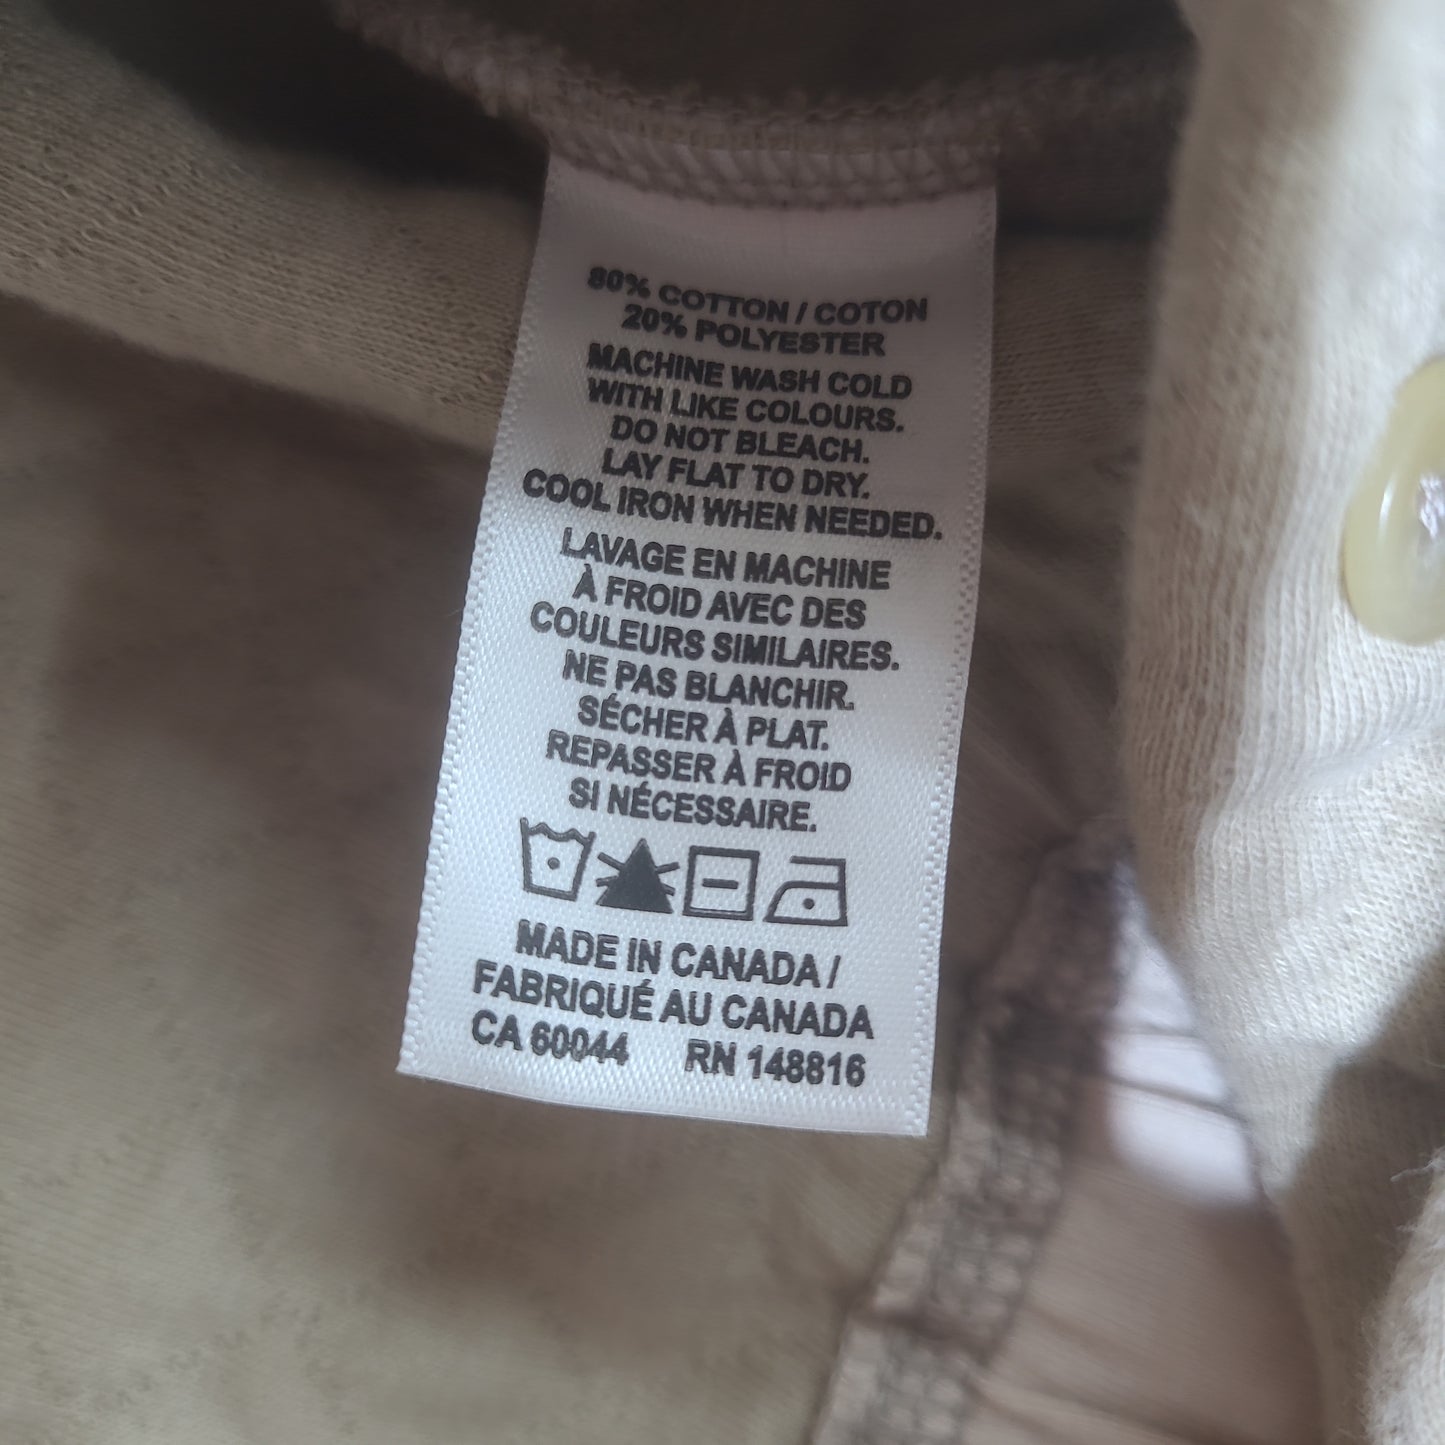 80% COTTON / COTON
20% POLYESTER
MACHINE WASH COLD
WITH LIKE COLOURS.
DO NOT BLEACH.
LAY FLAT TO DRY.
COOL IRON WHEN NEEDED.
LAVAGE EN MACHINE
À FROID AVEC DES
COULEURS SIMILAIRES.
NE PAS BLANCHIR.
SÉCHER À PLAT.
REPASSER À FROID
SI NÉCESSAIRE.
MADE IN CANADA /
FABRIQUÉ AU CANADA
CA 60044 RN 148816